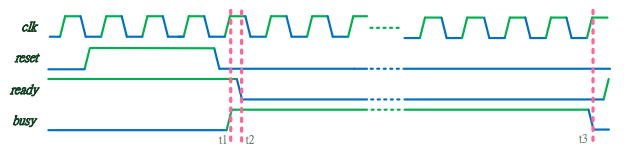 clk
reset
ready
busy
t1 t2 t3